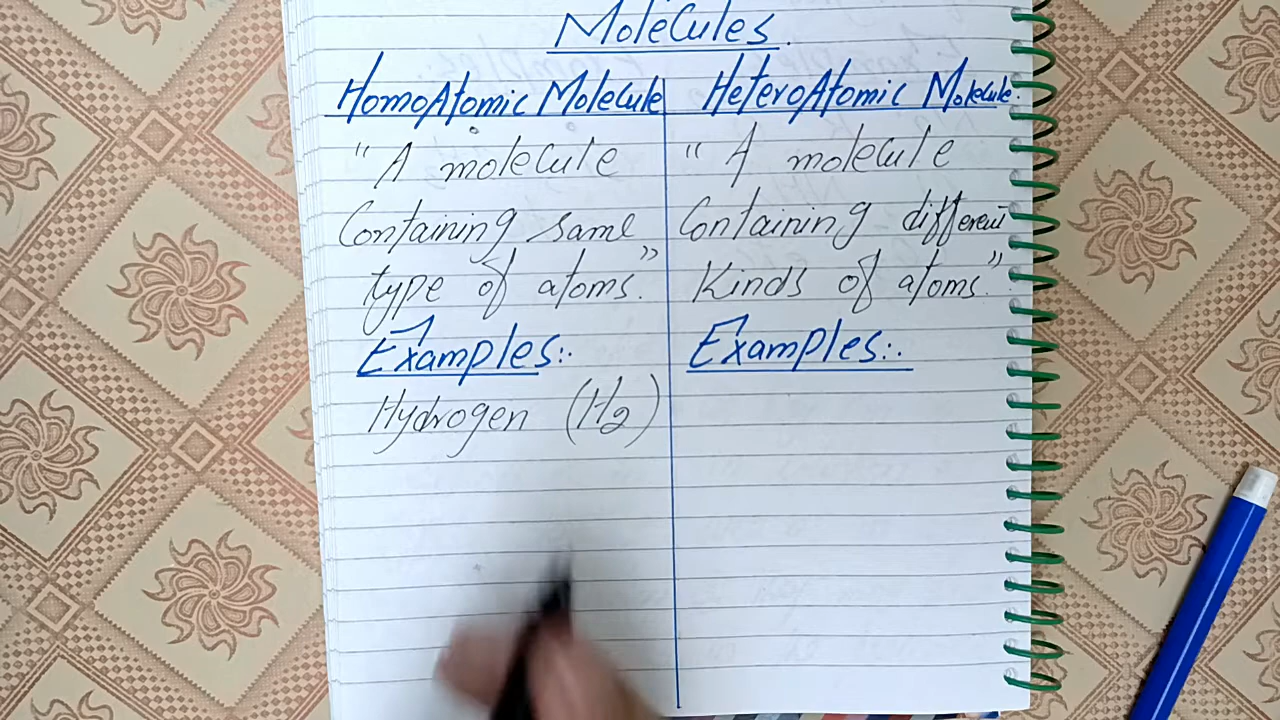 Molecules.
HomoAtomic Molecule
"A molecule
Containing same
type of atoms."
Examples:.
Hydrogen (H2)
HeteroAtomic Molecule.
"A molecule
Containing different
Kinds of atoms."
Examples:.